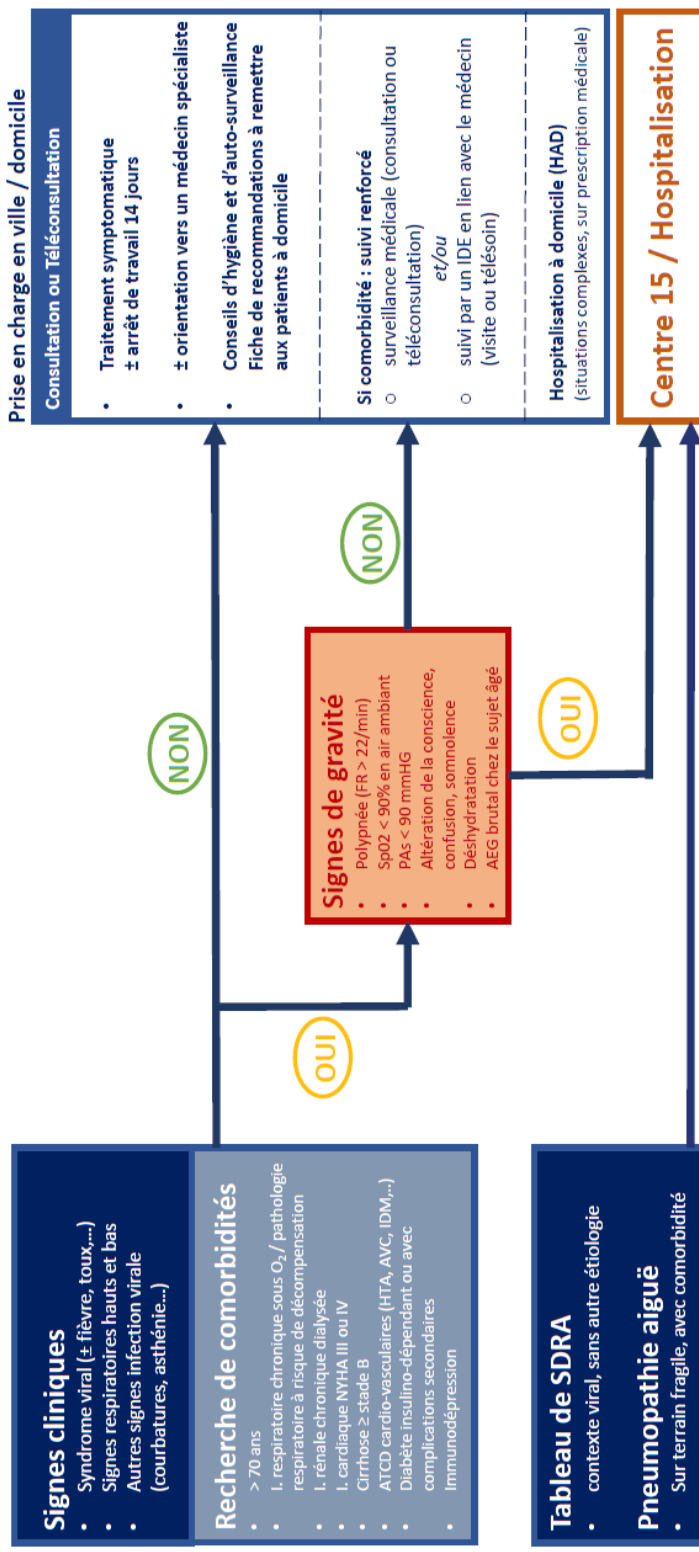 Signes cliniques
• Syndrome viral (± fièvre, toux,...)
• Signes respiratoires hauts et bas
• Autres signes infection virale
(courbatures, asthénie...)
Recherche de comorbidités
• > 70 ans
• I. respiratoire chronique sous O₂ / pathologie
respiratoire à risque de décompensation
• I. rénale chronique dialysée
• I. cardiaque NYHA III ou IV
• Cirrhose ≥ stade B
• ATCD cardio-vasculaires (HTA, AVC, IDM,..)
• Diabète insulino-dépendant ou avec
complications secondaires
• Immunodépression
Tableau de SDRA
• contexte viral, sans autre étiologie
Pneumopathie aiguë
• Sur terrain fragile, avec comorbidité
NON
OUI
Signes de gravité
• Polypnée (FR > 22/min)
• Sp02 < 90% en air ambiant
• PAs < 90 mmHG
• Altération de la conscience,
confusion, somnolence
• Déshydratation
• AEG brutal chez le sujet âgé
NON
OUI
Prise en charge en ville / domicile
Consultation ou Téléconsultation
• Traitement symptomatique
± arrêt de travail 14 jours
• ± orientation vers un médecin spécialiste
• Conseils d'hygiène et d'auto-surveillance
Fiche de recommandations à remettre
aux patients à domicile
Si comorbidité : suivi renforcé
○ surveillance médicale (consultation ou
téléconsultation)
et/ou
○ suivi par un IDE en lien avec le médecin
(visite ou télésoin)
Hospitalisation à domicile (HAD)
(situations complexes, sur prescription médicale)
Centre 15 / Hospitalisation